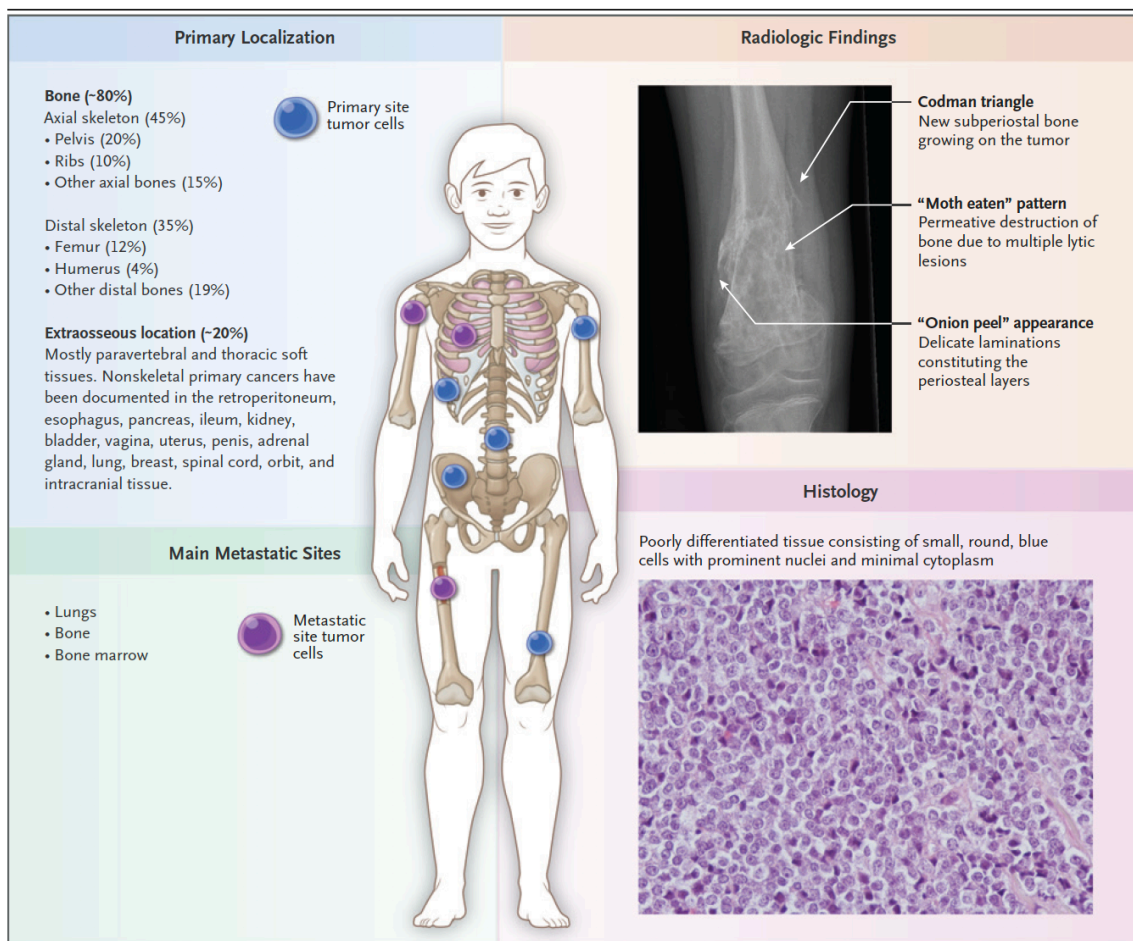 Primary Localization
Bone (~80%)
Axial skeleton (45%)
• Pelvis (20%)
• Ribs (10%)
• Other axial bones (15%)
Distal skeleton (35%)
• Femur (12%)
• Humerus (4%)
• Other distal bones (19%)
Extraosseous location (~20%)
Mostly paravertebral and thoracic soft
tissues. Nonskeletal primary cancers have
been documented in the retroperitoneum,
esophagus, pancreas, ileum, kidney,
bladder, vagina, uterus, penis, adrenal
gland, lung, breast, spinal cord, orbit, and
intracranial tissue.
Primary site
tumor cells
Main Metastatic Sites
• Lungs
• Bone
• Bone marrow
Metastatic
site tumor
cells
Radiologic Findings
Codman triangle
New subperiostal bone
growing on the tumor
“Moth eaten” pattern
Permeative destruction of
bone due to multiple lytic
lesions
“Onion peel” appearance
Delicate laminations
constituting the
periosteal layers
Histology
Poorly differentiated tissue consisting of small, round, blue
cells with prominent nuclei and minimal cytoplasm